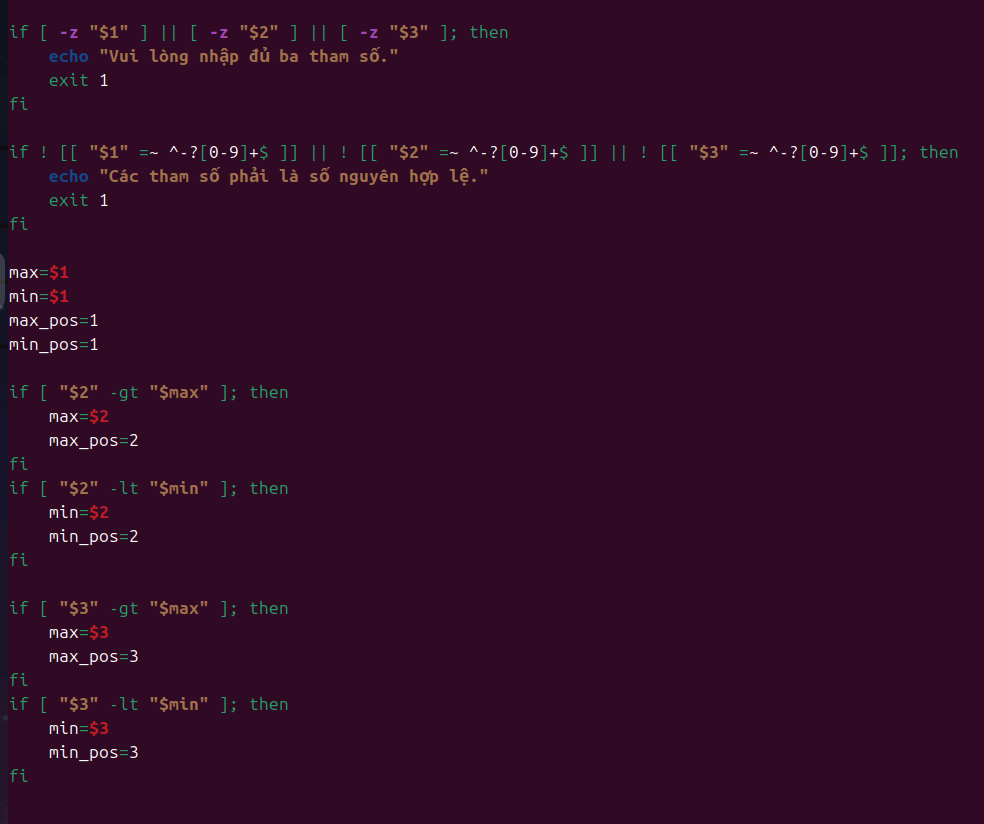 if [ -z "$1" ] || [ -z "$2" ] || [ -z "$3" ]; then
    echo "Vui lòng nhập đủ ba tham số."
    exit 1
fi

if ! [[ "$1" =~ ^-?[0-9]+$ ]] || ! [[ "$2" =~ ^-?[0-9]+$ ]] || ! [[ "$3" =~ ^-?[0-9]+$ ]]; then
    echo "Các tham số phải là số nguyên hợp lệ."
    exit 1
fi

max=$1
min=$1
max_pos=1
min_pos=1

if [ "$2" -gt "$max" ]; then
    max=$2
    max_pos=2
fi
if [ "$2" -lt "$min" ]; then
    min=$2
    min_pos=2
fi

if [ "$3" -gt "$max" ]; then
    max=$3
    max_pos=3
fi
if [ "$3" -lt "$min" ]; then
    min=$3
    min_pos=3
fi